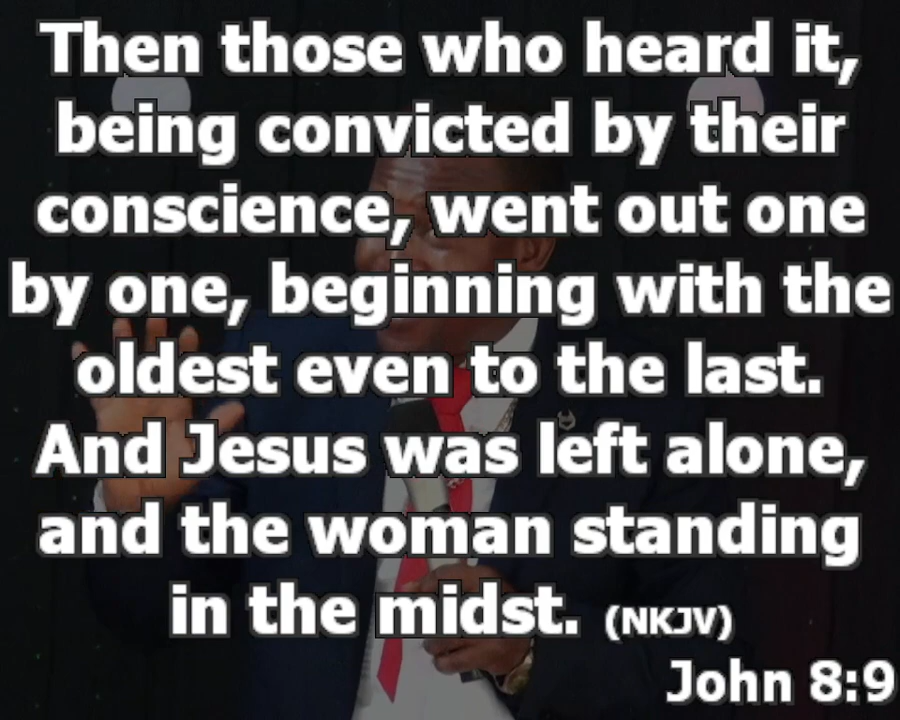 Then those who heard it,
being convicted by their
conscience, went out one
by one, beginning with the
oldest even to the last.
And Jesus was left alone,
and the woman standing
in the midst. (NKJV)
John 8:9